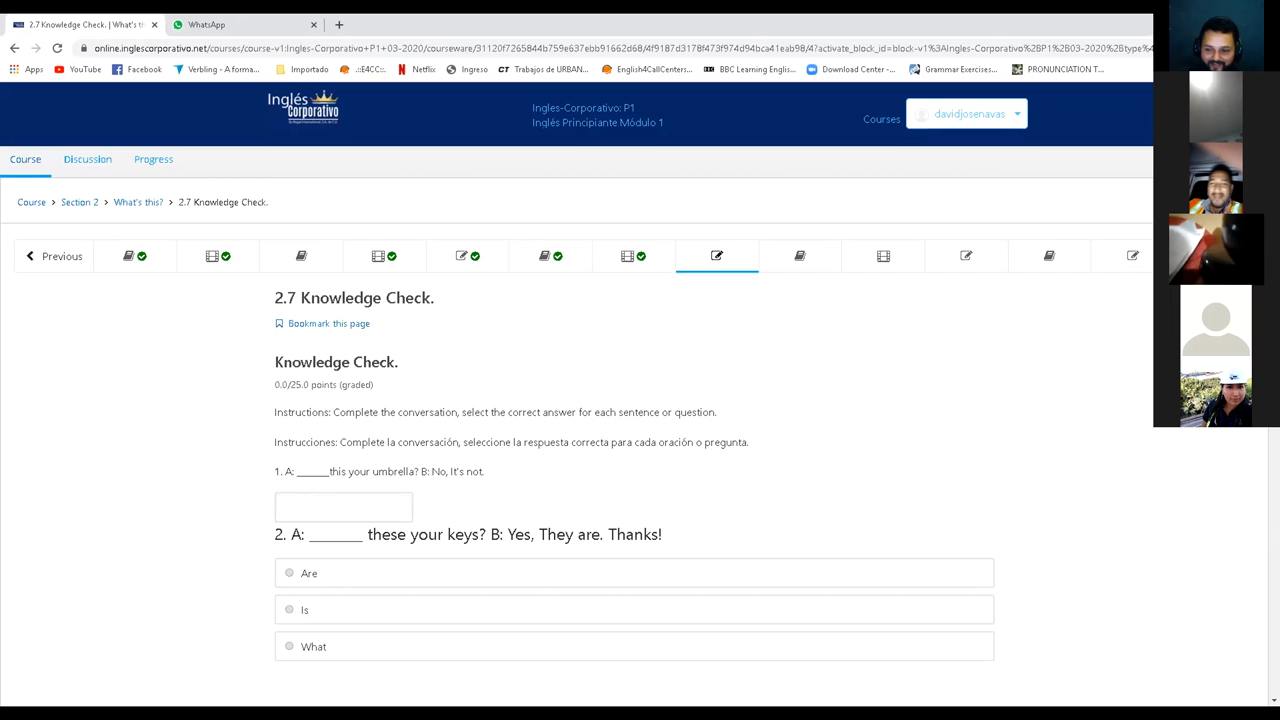 2.7 Knowledge Check. | What's th
WhatsApp
online.inglescorporativo.net/courses/course-v1:Ingles-Corporativo+P1+03-2020/courseware/31120f7265844b759e637ebb91662d68/4f9187d3178f473f974d94bca41eab98/4?activate_block_id=block-v1%3AIngles-Corporativo%2BP1%2B03-2020%2Btype%4
Apps YouTube Facebook Verbling - A forma... Importado .::E4CC::. Netflix Ingreso Trabajos de URBAN... English4CallCenters... BBC Learning Englis... Download Center -... Grammar Exercises... PRONUNCIATION T...
Inglés
Corporativo
Ingles-Corporativo: P1
Inglés Principiante Módulo 1
Courses
davidjosenavas
Course Discussion Progress
Course > Section 2 > What's this? > 2.7 Knowledge Check.
Previous
2.7 Knowledge Check.
Bookmark this page
Knowledge Check.
0.0/25.0 points (graded)
Instructions: Complete the conversation, select the correct answer for each sentence or question.
Instrucciones: Complete la conversación, seleccione la respuesta correcta para cada oración o pregunta.
1. A: ______this your umbrella? B: No, It's not.
2. A: ______ these your keys? B: Yes, They are. Thanks!
Are
Is
What